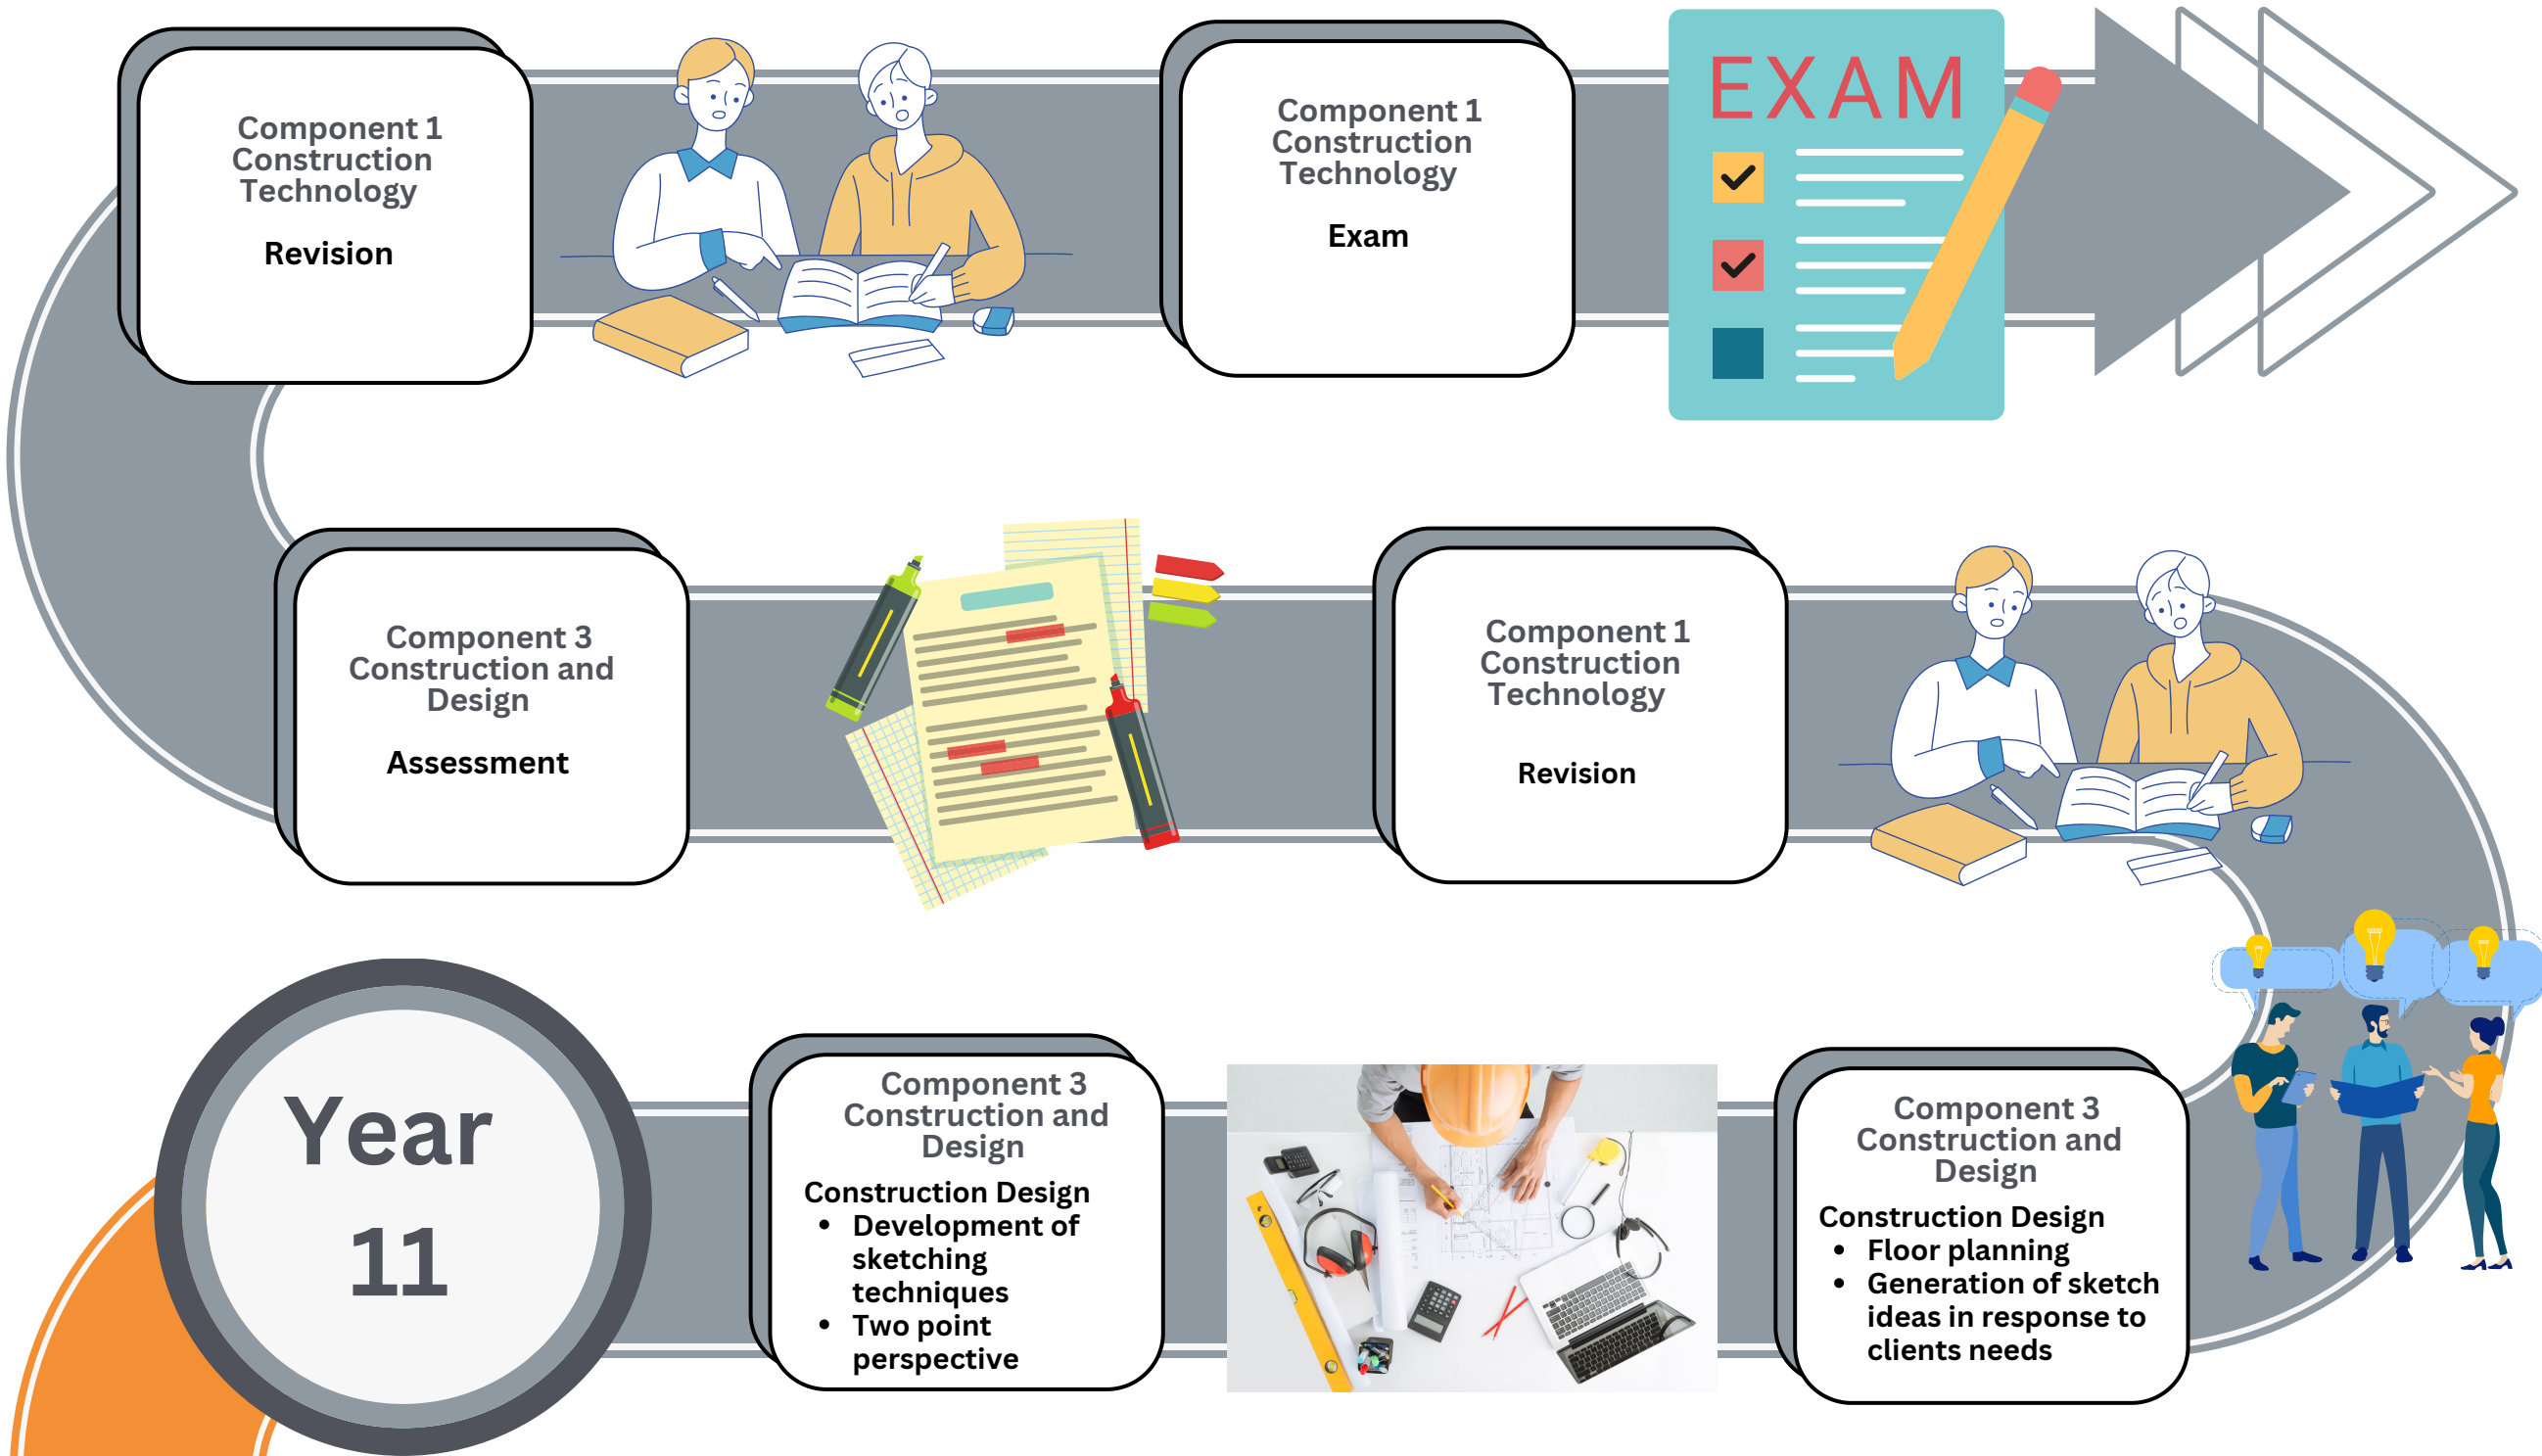 Component 1
Construction
Technology
Revision
Component 1
Construction
Technology
Exam
EXAM
Component 3
Construction and
Design
Assessment
Component 1
Construction
Technology
Revision
Year
11
Component 3
Construction and
Design
Construction Design
• Development of
sketching
techniques
• Two point
perspective
Component 3
Construction and
Design
Construction Design
• Floor planning
• Generation of sketch
ideas in response to
clients needs